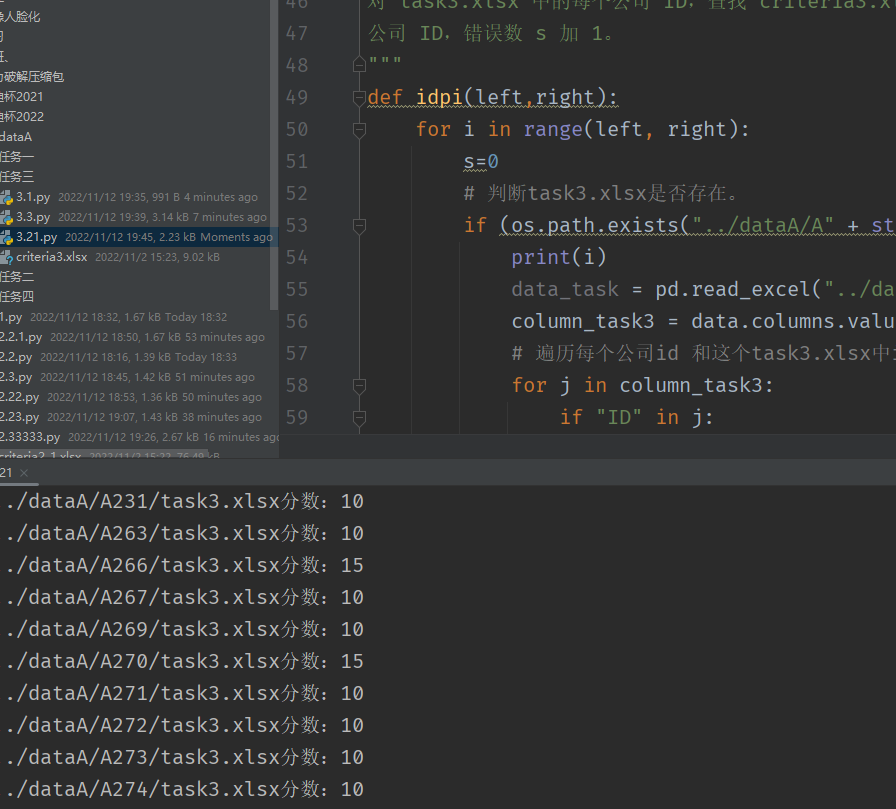 像人脸化
破解压缩包
杯2021
杯2022
dataA
任务一
任务三
3.1.py 2022/11/12 19:35, 991 B 4 minutes ago
3.3.py 2022/11/12 19:39, 3.14 kB 7 minutes ago
3.21.py 2022/11/12 19:45, 2.23 kB Moments ago
criteria3.xlsx 2022/11/2 15:23, 9.02 kB
任务二
任务四
1.py 2022/11/12 18:32, 1.67 kB Today 18:32
2.2.1.py 2022/11/12 18:50, 1.67 kB 53 minutes ago
2.2.py 2022/11/12 18:16, 1.39 kB Today 18:33
2.3.py 2022/11/12 18:45, 1.42 kB 51 minutes ago
2.22.py 2022/11/12 18:53, 1.36 kB 50 minutes ago
2.23.py 2022/11/12 19:07, 1.43 kB 38 minutes ago
2.33333.py 2022/11/12 19:26, 2.67 kB 16 minutes ago
criteria2_1.xlsx 2022/11/2 15:23, 76.49 kB
46 对 task3.xlsx 中的每个公司 ID，查找 criteria3.xl
47 公司 ID，错误数 s 加 1。
48 """
49 def idpi(left,right):
50 for i in range(left, right):
51 s=0
52 # 判断task3.xlsx是否存在。
53 if (os.path.exists("../dataA/A" + st
54 print(i)
55 data_task = pd.read_excel("../da
56 column_task3 = data.columns.valu
57 # 遍历每个公司id 和这个task3.xlsx中
58 for j in column_task3:
59 if "ID" in j:
21 ×
./dataA/A231/task3.xlsx分数：10
./dataA/A263/task3.xlsx分数：10
./dataA/A266/task3.xlsx分数：15
./dataA/A267/task3.xlsx分数：10
./dataA/A269/task3.xlsx分数：10
./dataA/A270/task3.xlsx分数：15
./dataA/A271/task3.xlsx分数：10
./dataA/A272/task3.xlsx分数：10
./dataA/A273/task3.xlsx分数：10
./dataA/A274/task3.xlsx分数：10